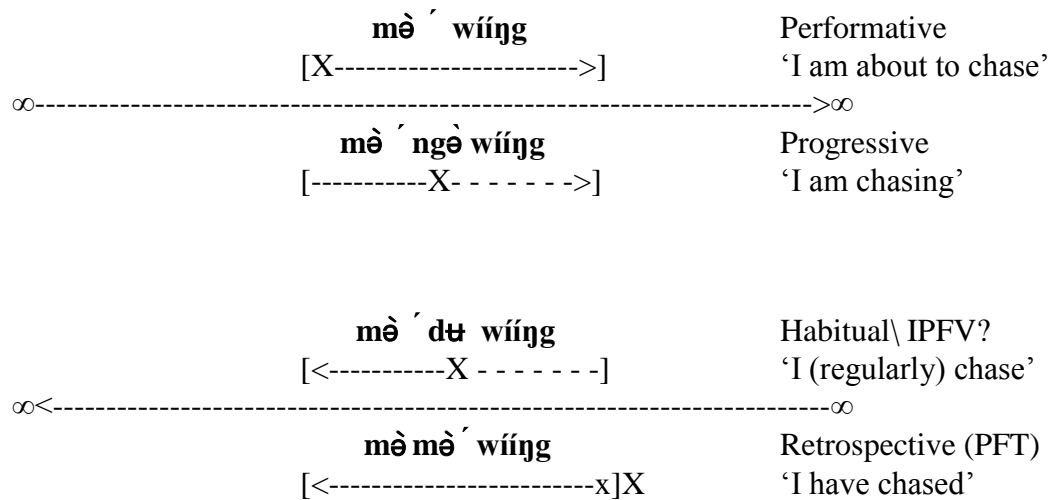 mə̀ ´ wííŋg Performative
[X----------------------->] ‘I am about to chase’
∞-------------------------------------------------------------------------->∞
mə̀ ´ ngə̀ wííŋg Progressive
[-----------X- - - - - - ->] ‘I am chasing’
mə̀ ´ dʉ wííŋg Habitual\ IPFV?
[<-----------X - - - - - - -] ‘I (regularly) chase’
∞<--------------------------------------------------------------------------∞
mə̀ mə̀ ´ wííŋg Retrospective (PFT)
[<-------------------------x]X ‘I have chased’